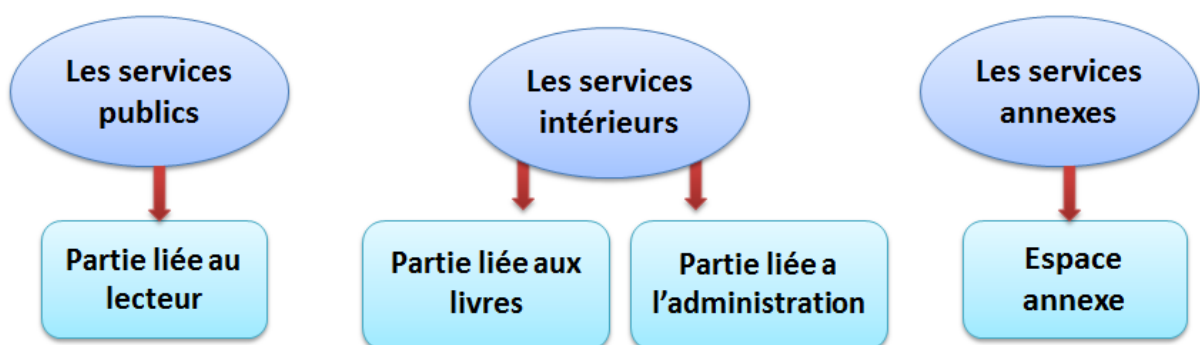 Les services
publics
Les services
intérieurs
Les services
annexes
Partie liée au
lecteur
Partie liée aux
livres
Partie liée a
l’administration
Espace
annexe